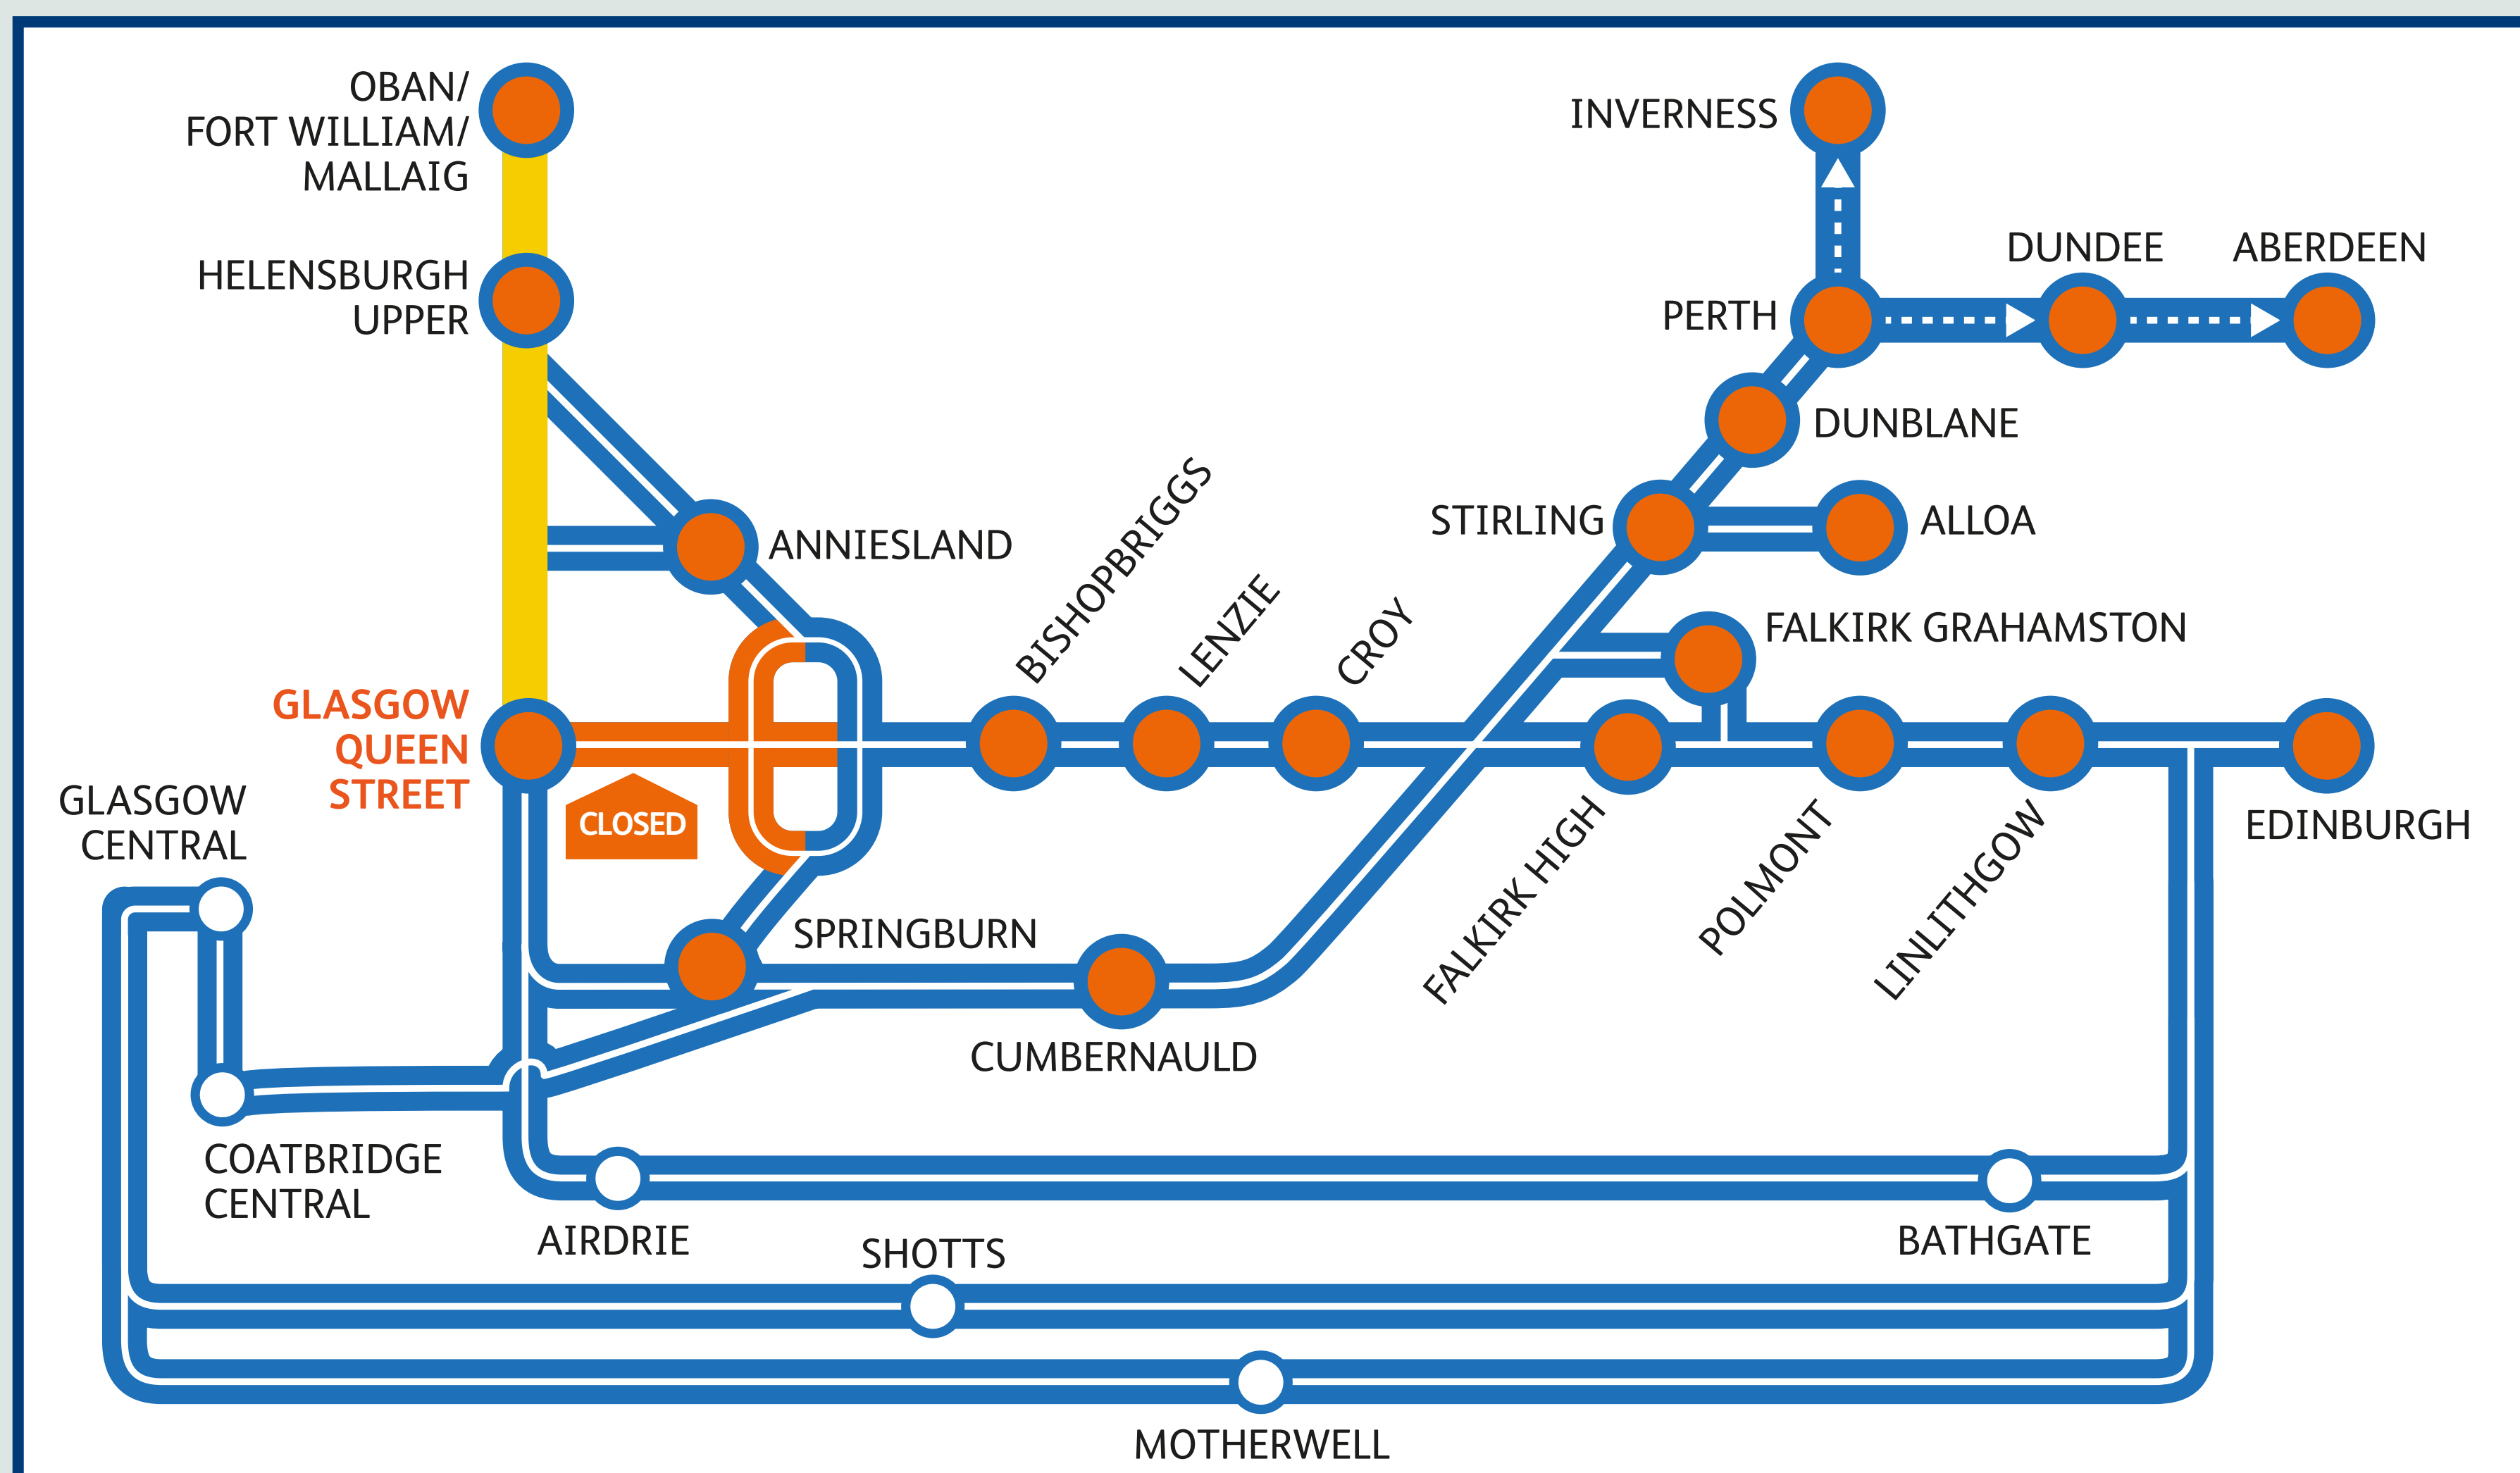 OBAN/
FORT WILLIAM/
MALLAIG
INVERNESS
HELENSBURGH
UPPER
DUNDEE
ABERDEEN
PERTH
DUNBLANE
STIRLING
ALLOA
ANNIESLAND
BISHOPBRIGGS
LENZIE
CROY
FALKIRK GRAHAMSTON
GLASGOW
QUEEN
STREET
CLOSED
GLASGOW
CENTRAL
FALKIRK HIGH
POLMONT
LINLITHGOW
EDINBURGH
SPRINGBURN
CUMBERNAULD
COATBRIDGE
CENTRAL
AIRDRIE
BATHGATE
SHOTTS
MOTHERWELL